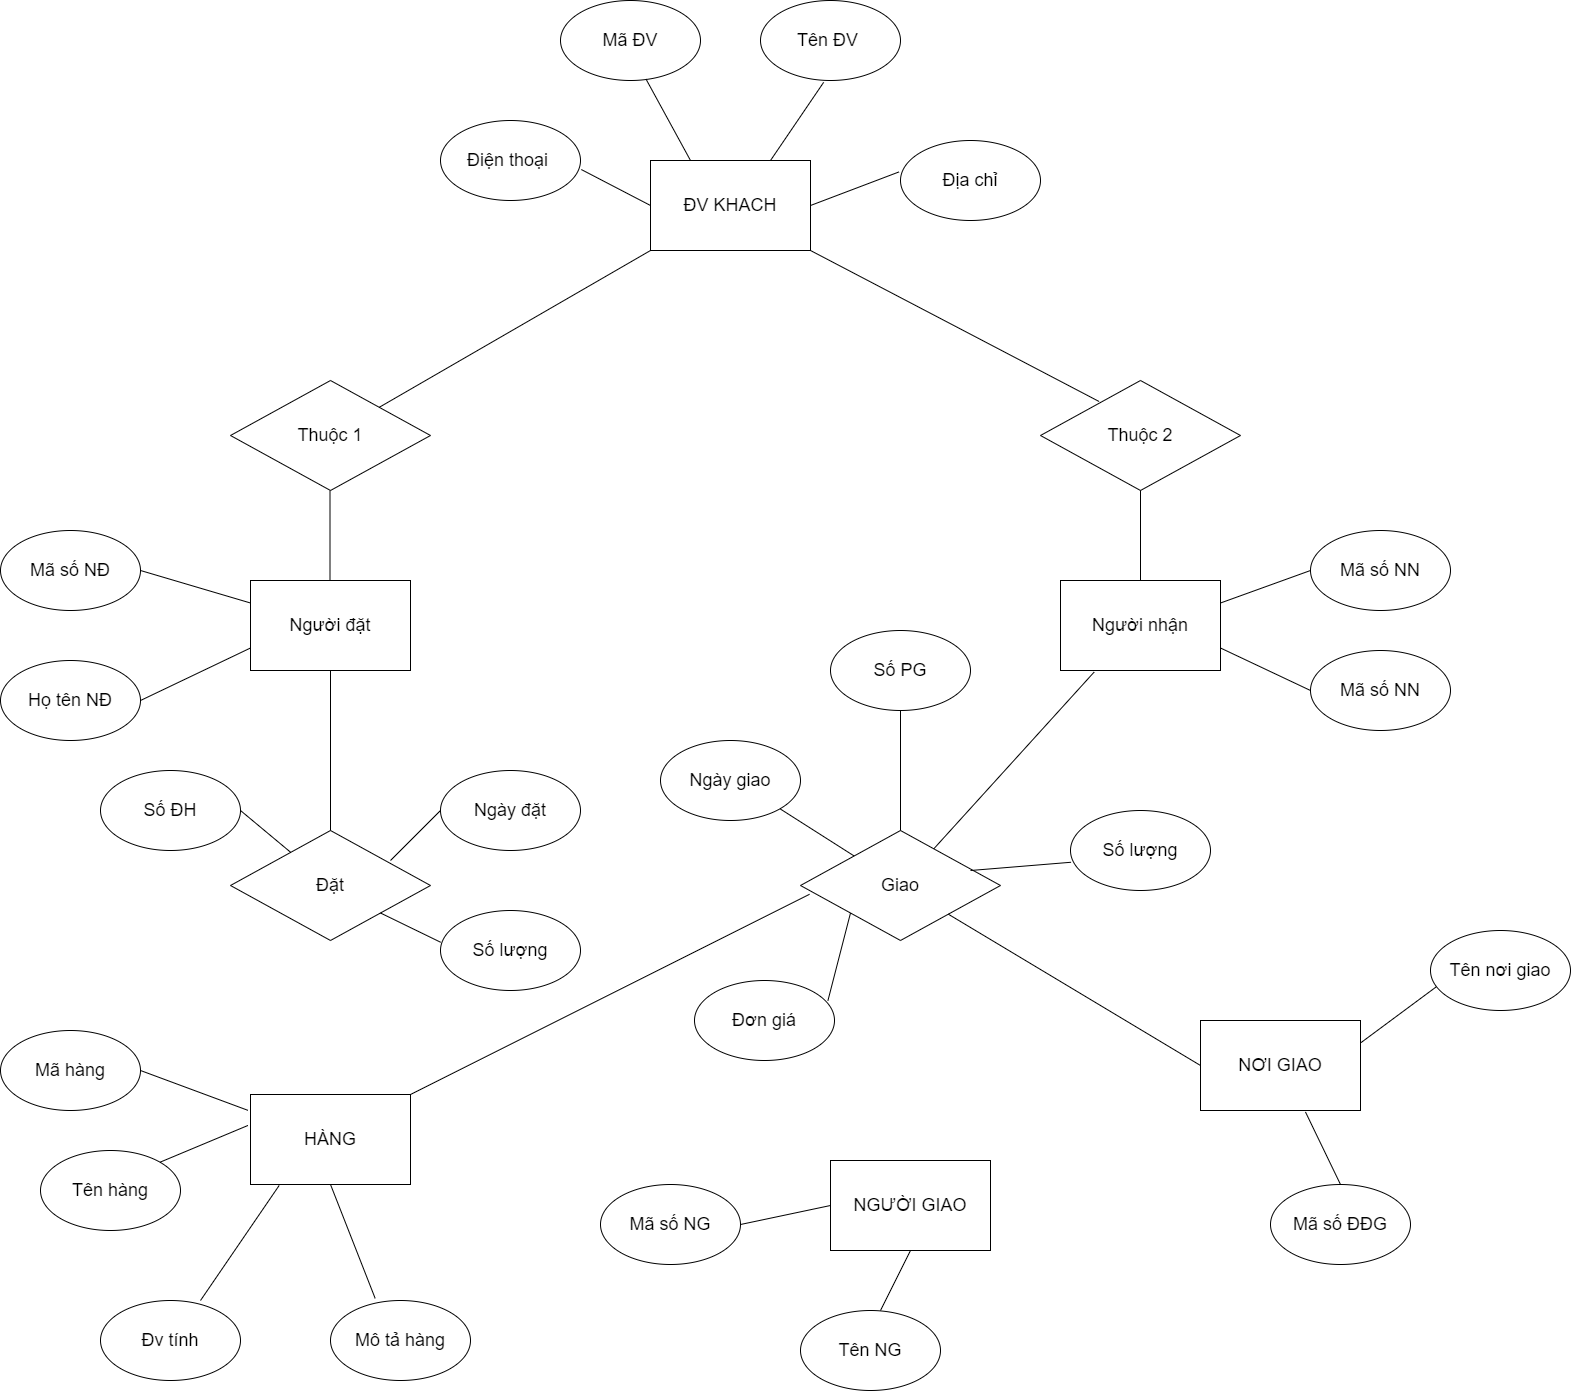 Mã ĐV
Tên ĐV
Điện thoại
Địa chỉ
ĐV KHACH
Thuộc 1
Thuộc 2
Mã số NĐ
Mã số NN
Người đặt
Người nhận
Họ tên NĐ
Số PG
Mã số NN
Ngày giao
Số ĐH
Ngày đặt
Số lượng
Đặt
Giao
Số lượng
Tên nơi giao
Đơn giá
Mã hàng
NƠI GIAO
HÀNG
Tên hàng
NGƯỜI GIAO
Mã số NG
Mã số ĐĐG
Đv tính
Mô tả hàng
Tên NG